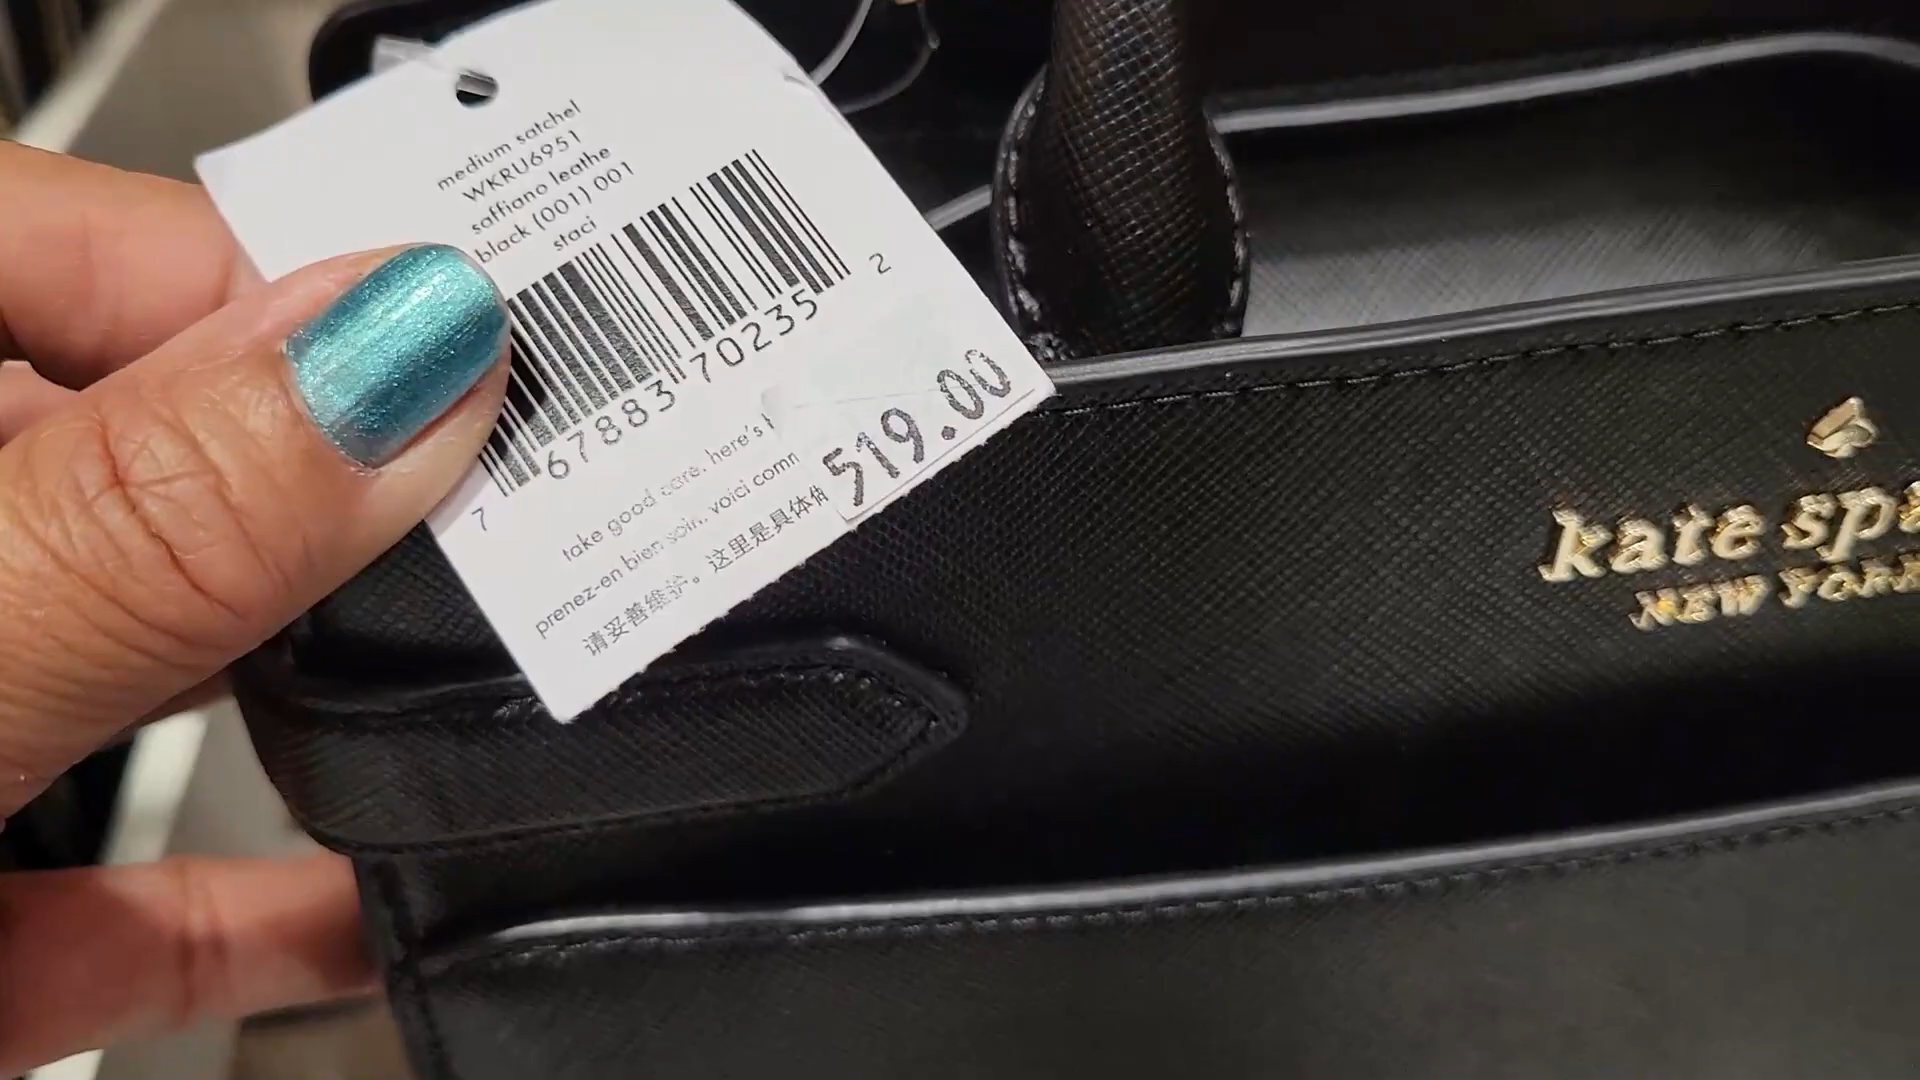 medium satchel
WKRU6951
saffiano leathe
black (001) 001
staci
7 67883 70235 2
519.00
take good care. here's
prenez-en bien soin. voici comm
请妥善维护。这里是具体
kate spa
NEW YORK